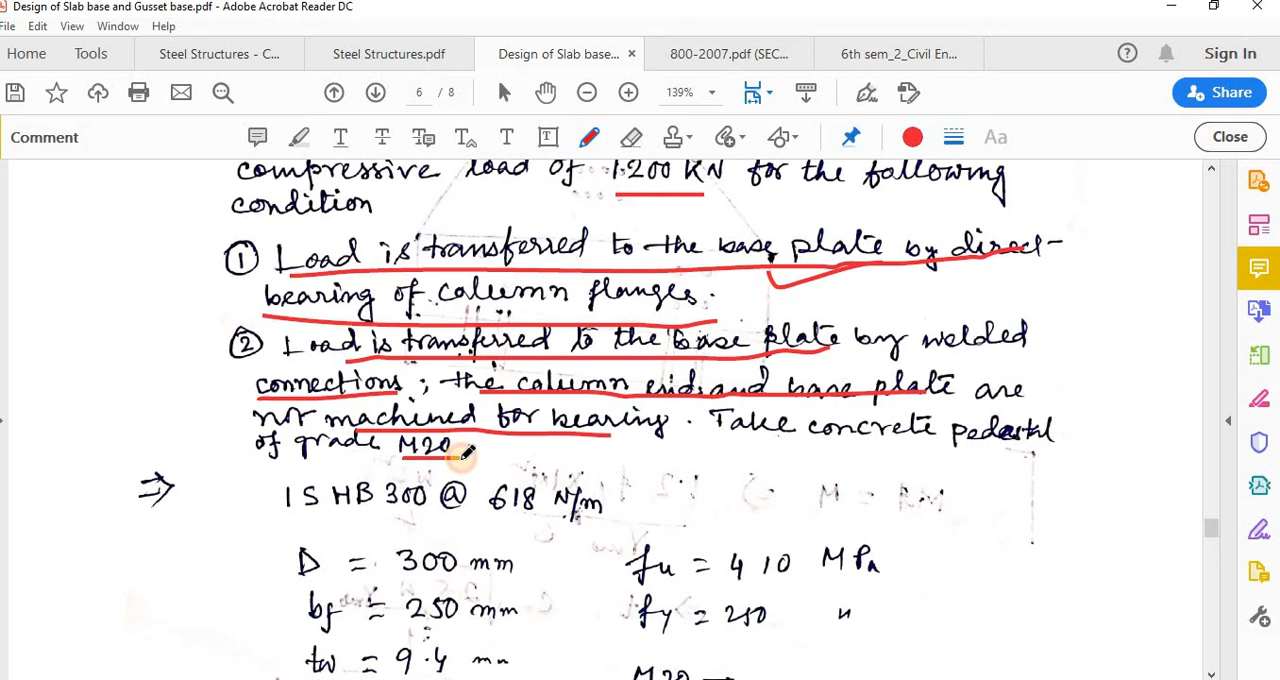 Design of Slab base and Gusset base.pdf - Adobe Acrobat Reader DC
File Edit View Window Help
Home Tools Steel Structures - C... Steel Structures.pdf Design of Slab base... × 800-2007.pdf (SEC... 6th sem_2_Civil En... Sign In
6 / 8 139% Share
Comment Close
compressive load of 1200 KN for the following
condition
① Load is transferred to the base plate by direct-
bearing of column flanges.
② Load is transferred to the base plate by welded
connections; the column end and base plate are
not machined for bearing. Take concrete pedestal
of grade M20
⇒ ISHB 300 @ 618 N/m
D = 300 mm fu = 410 MPa
bf = 250 mm fy = 250 "
tw = 9.4 mm
M20